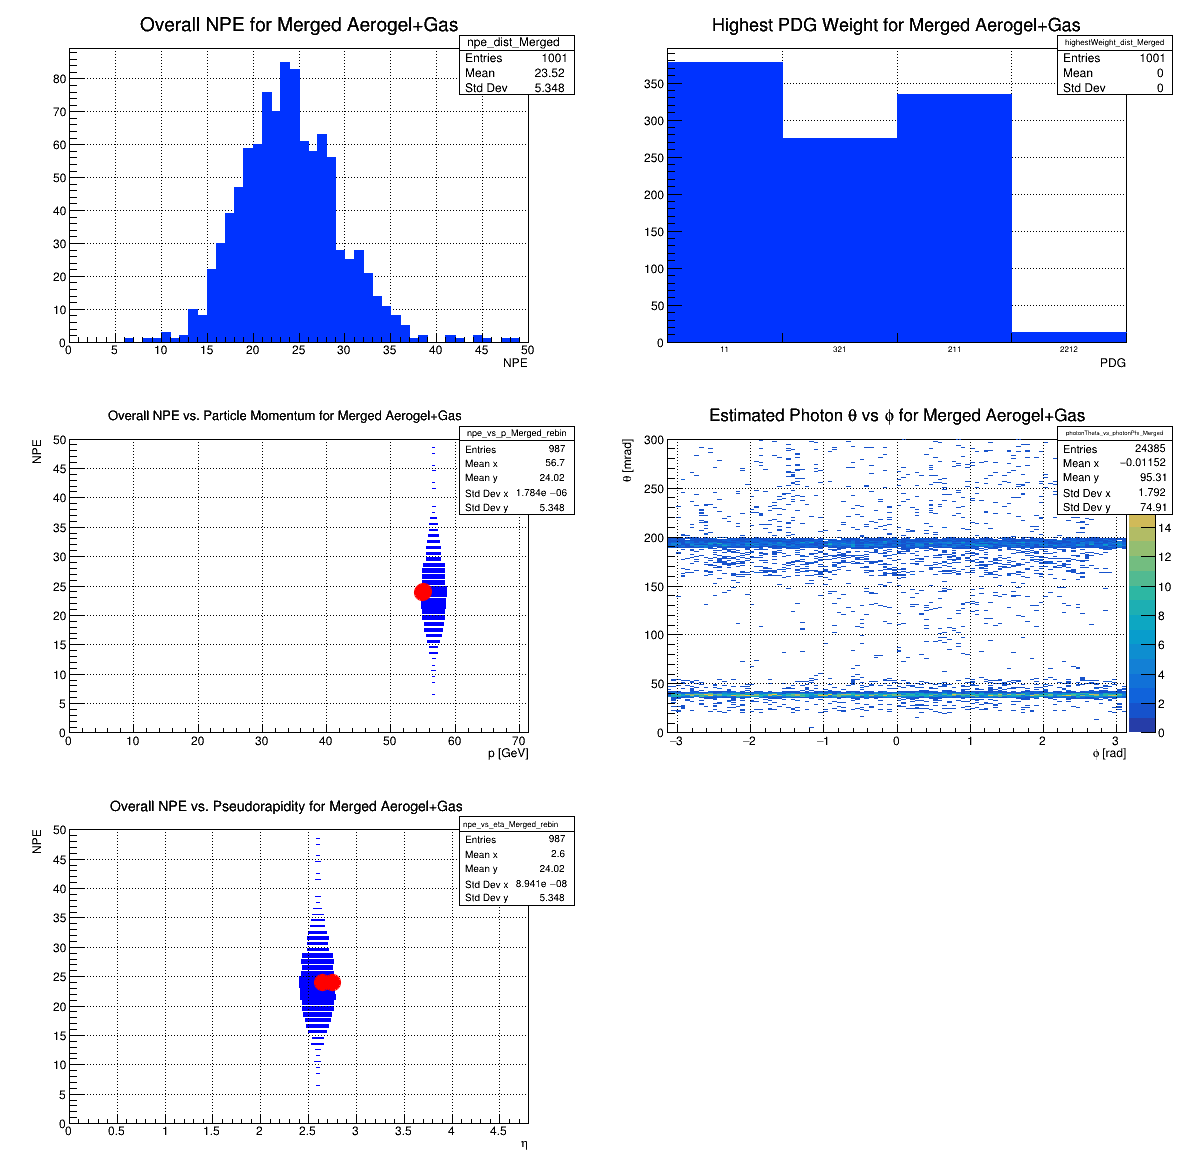 Overall NPE for Merged Aerogel+Gas
npe_dist_Merged
Entries 1001
Mean 23.52
Std Dev 5.348
80
70
60
50
40
30
20
10
0
0 5 10 15 20 25 30 35 40 45 50
NPE
Highest PDG Weight for Merged Aerogel+Gas
highestWeight_dist_Merged
Entries 1001
Mean 0
Std Dev 0
350
300
250
200
150
100
50
0
11 321 211 2212
PDG
Overall NPE vs. Particle Momentum for Merged Aerogel+Gas
npe_vs_p_Merged_rebin
Entries 987
Mean x 56.7
Mean y 24.02
Std Dev x 1.784e −06
Std Dev y 5.348
NPE
50
45
40
35
30
25
20
15
10
5
0
0 10 20 30 40 50 60 70
p [GeV]
Estimated Photon θ vs ϕ for Merged Aerogel+Gas
photonTheta_vs_photonPhi_Merged
Entries 24385
Mean x −0.01152
Mean y 95.31
Std Dev x 1.792
Std Dev y 74.91
θ [mrad]
300
250
200
150
100
50
0
−3 −2 −1 0 1 2 3
ϕ [rad]
14
12
10
8
6
4
2
0
Overall NPE vs. Pseudorapidity for Merged Aerogel+Gas
npe_vs_eta_Merged_rebin
Entries 987
Mean x 2.6
Mean y 24.02
Std Dev x 8.941e −08
Std Dev y 5.348
NPE
50
45
40
35
30
25
20
15
10
5
0
0 0.5 1 1.5 2 2.5 3 3.5 4 4.5
η